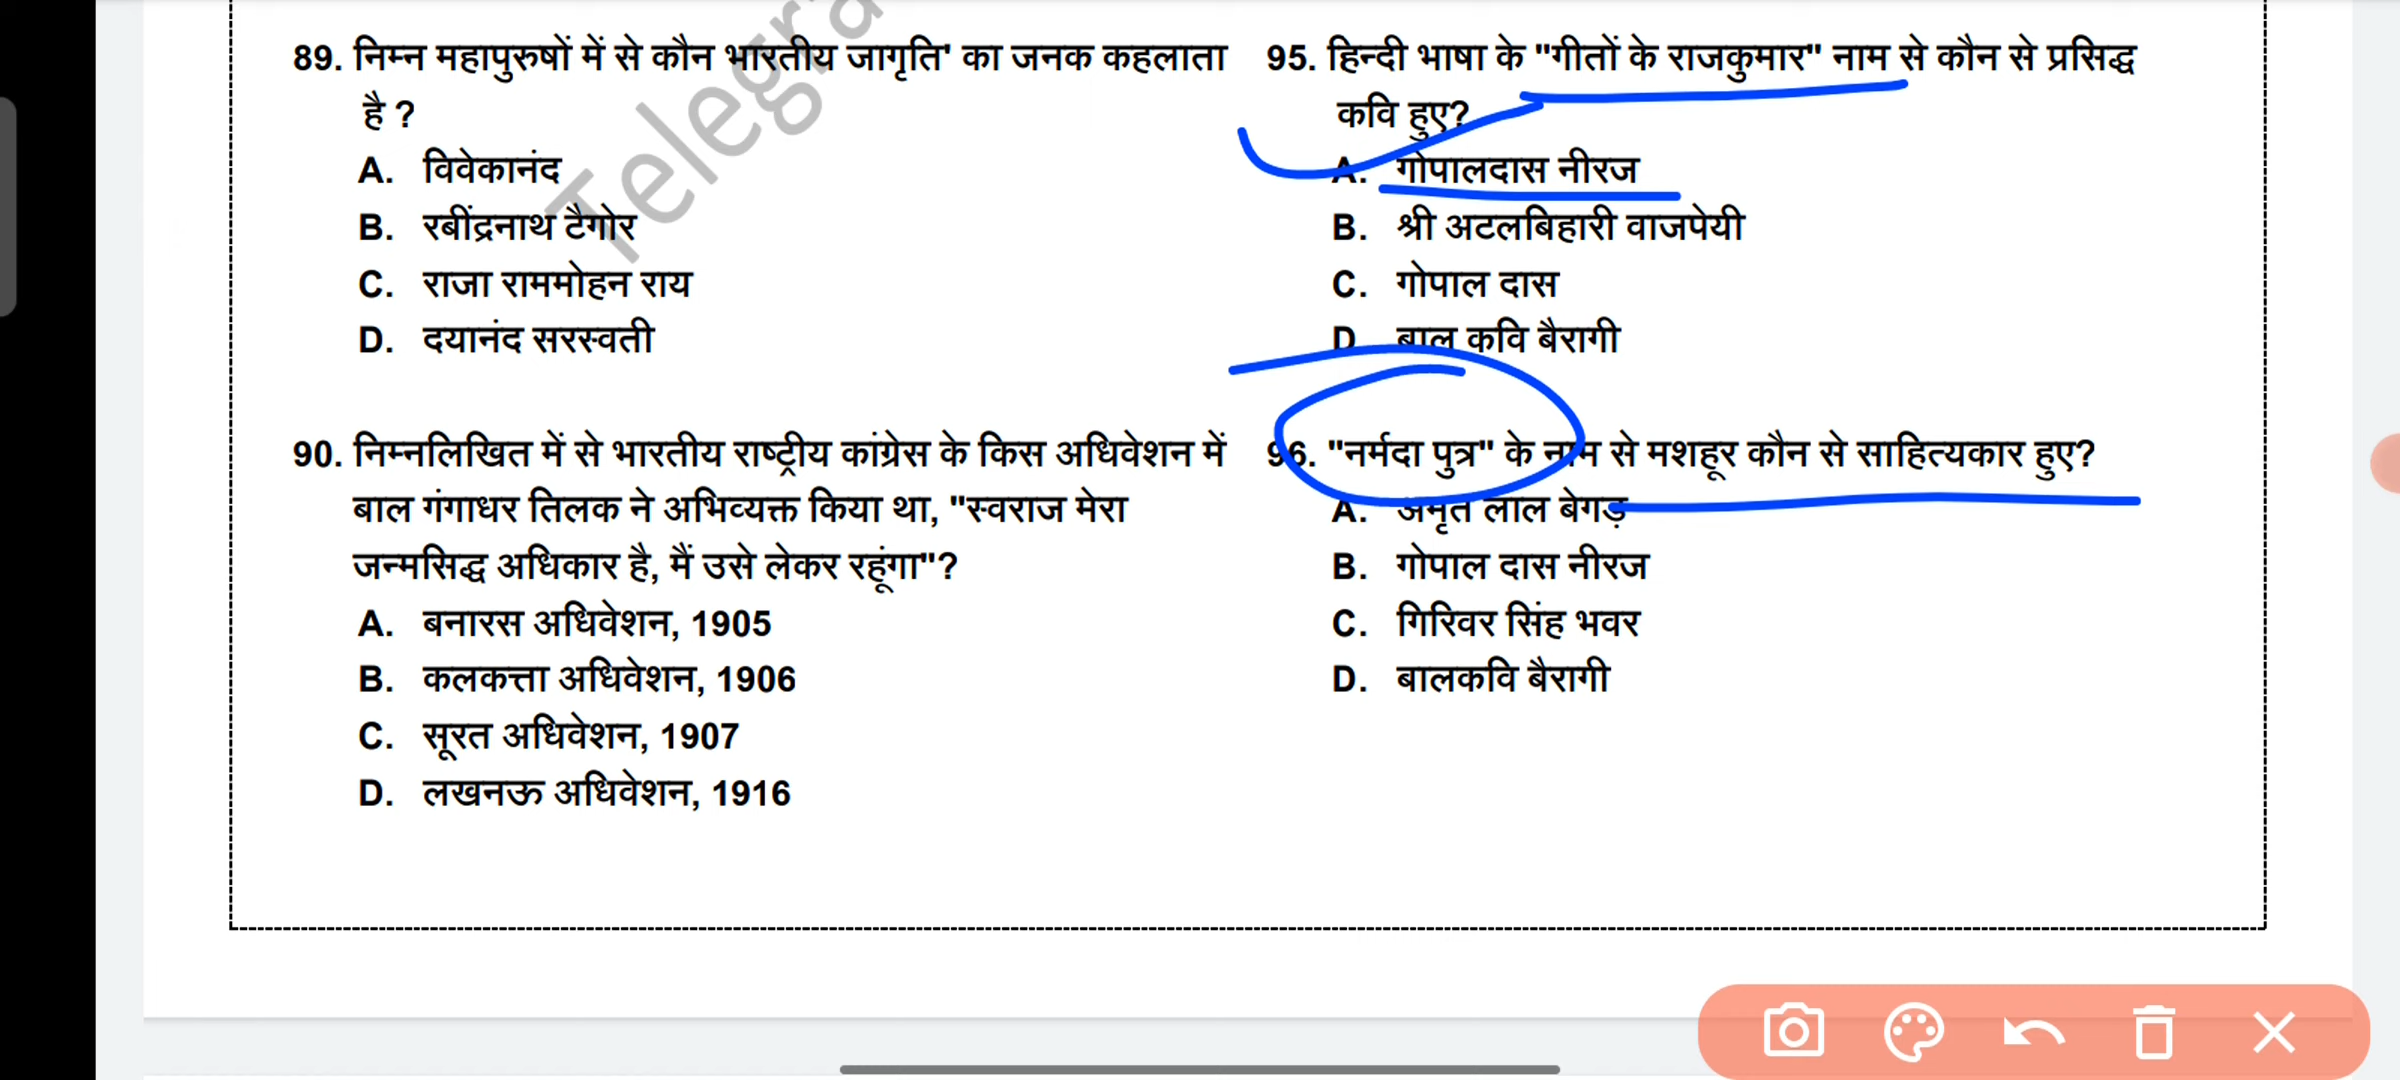 89. निम्न महापुरुषों में से कौन भारतीय जागृति' का जनक कहलाता
है ?
A. विवेकानंद
B. रबींद्रनाथ टैगोर
C. राजा राममोहन राय
D. दयानंद सरस्वती
90. निम्नलिखित में से भारतीय राष्ट्रीय कांग्रेस के किस अधिवेशन में
बाल गंगाधर तिलक ने अभिव्यक्त किया था, "स्वराज मेरा
जन्मसिद्ध अधिकार है, मैं उसे लेकर रहूंगा"?
A. बनारस अधिवेशन, 1905
B. कलकत्ता अधिवेशन, 1906
C. सूरत अधिवेशन, 1907
D. लखनऊ अधिवेशन, 1916
95. हिन्दी भाषा के "गीतों के राजकुमार" नाम से कौन से प्रसिद्ध
कवि हुए?
A. गोपालदास नीरज
B. श्री अटलबिहारी वाजपेयी
C. गोपाल दास
D. बाल कवि बैरागी
96. "नर्मदा पुत्र" के नाम से मशहूर कौन से साहित्यकार हुए?
A. अमृत लाल बेगड़
B. गोपाल दास नीरज
C. गिरिवर सिंह भवर
D. बालकवि बैरागी